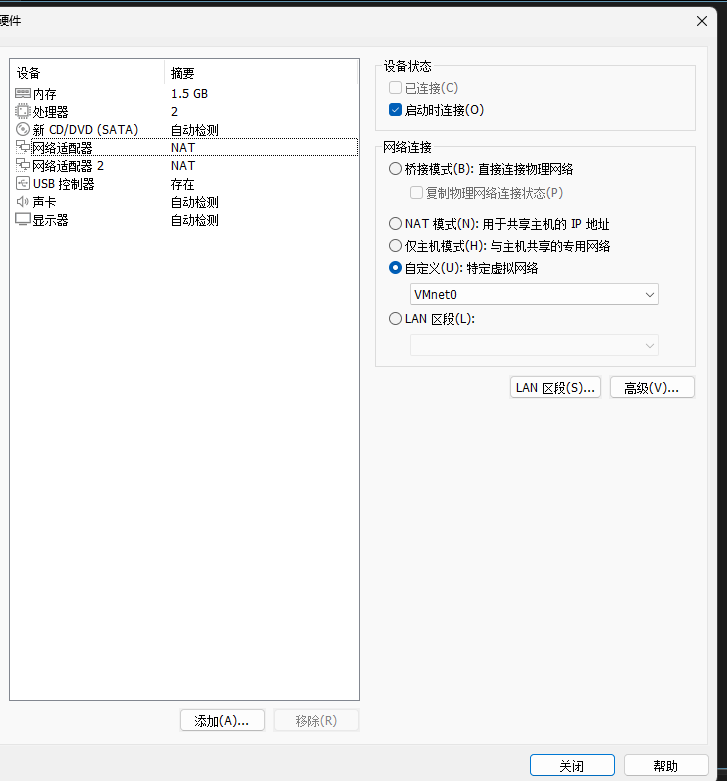 硬件
设备 摘要
内存 1.5 GB
处理器 2
新 CD/DVD (SATA) 自动检测
网络适配器 NAT
网络适配器 2 NAT
USB 控制器 存在
声卡 自动检测
显示器 自动检测
添加(A)... 移除(R)
设备状态
已连接(C)
启动时连接(O)
网络连接
桥接模式(B): 直接连接物理网络
复制物理网络连接状态(P)
NAT 模式(N): 用于共享主机的 IP 地址
仅主机模式(H): 与主机共享的专用网络
自定义(U): 特定虚拟网络
VMnet0
LAN 区段(L):
LAN 区段(S)... 高级(V)...
关闭 帮助